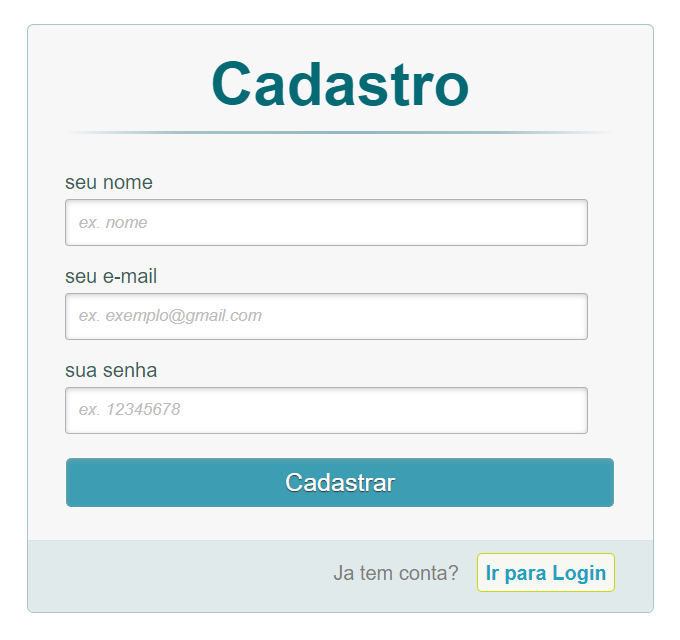 Cadastro
seu nome
ex. nome
seu e-mail
ex. exemplo@gmail.com
sua senha
ex. 12345678
Cadastrar
Ja tem conta? Ir para Login